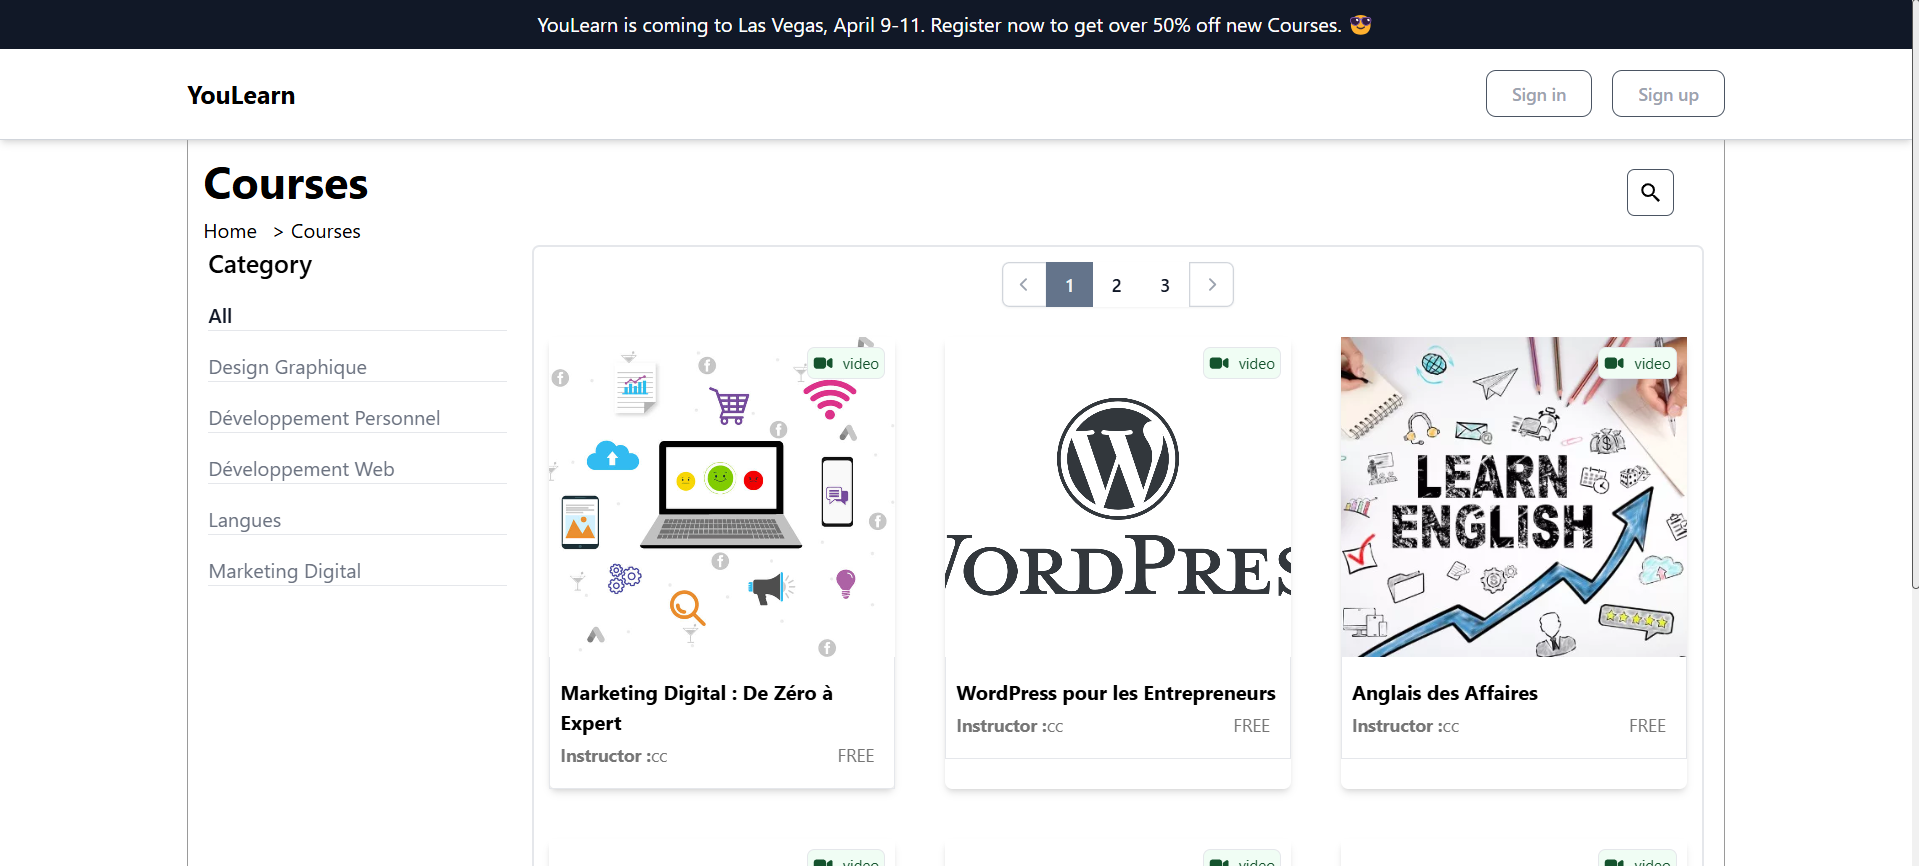 YouLearn is coming to Las Vegas, April 9-11. Register now to get over 50% off new Courses. 😎
YouLearn
Sign in
Sign up
Courses
Home > Courses
Category
All
Design Graphique
Développement Personnel
Développement Web
Langues
Marketing Digital
1 2 3
video
Marketing Digital : De Zéro à
Expert
Instructor :cc
FREE
video
WORDPRESS
WordPress pour les Entrepreneurs
Instructor :cc
FREE
video
LEARN
ENGLISH
Anglais des Affaires
Instructor :cc
FREE
video
video
video